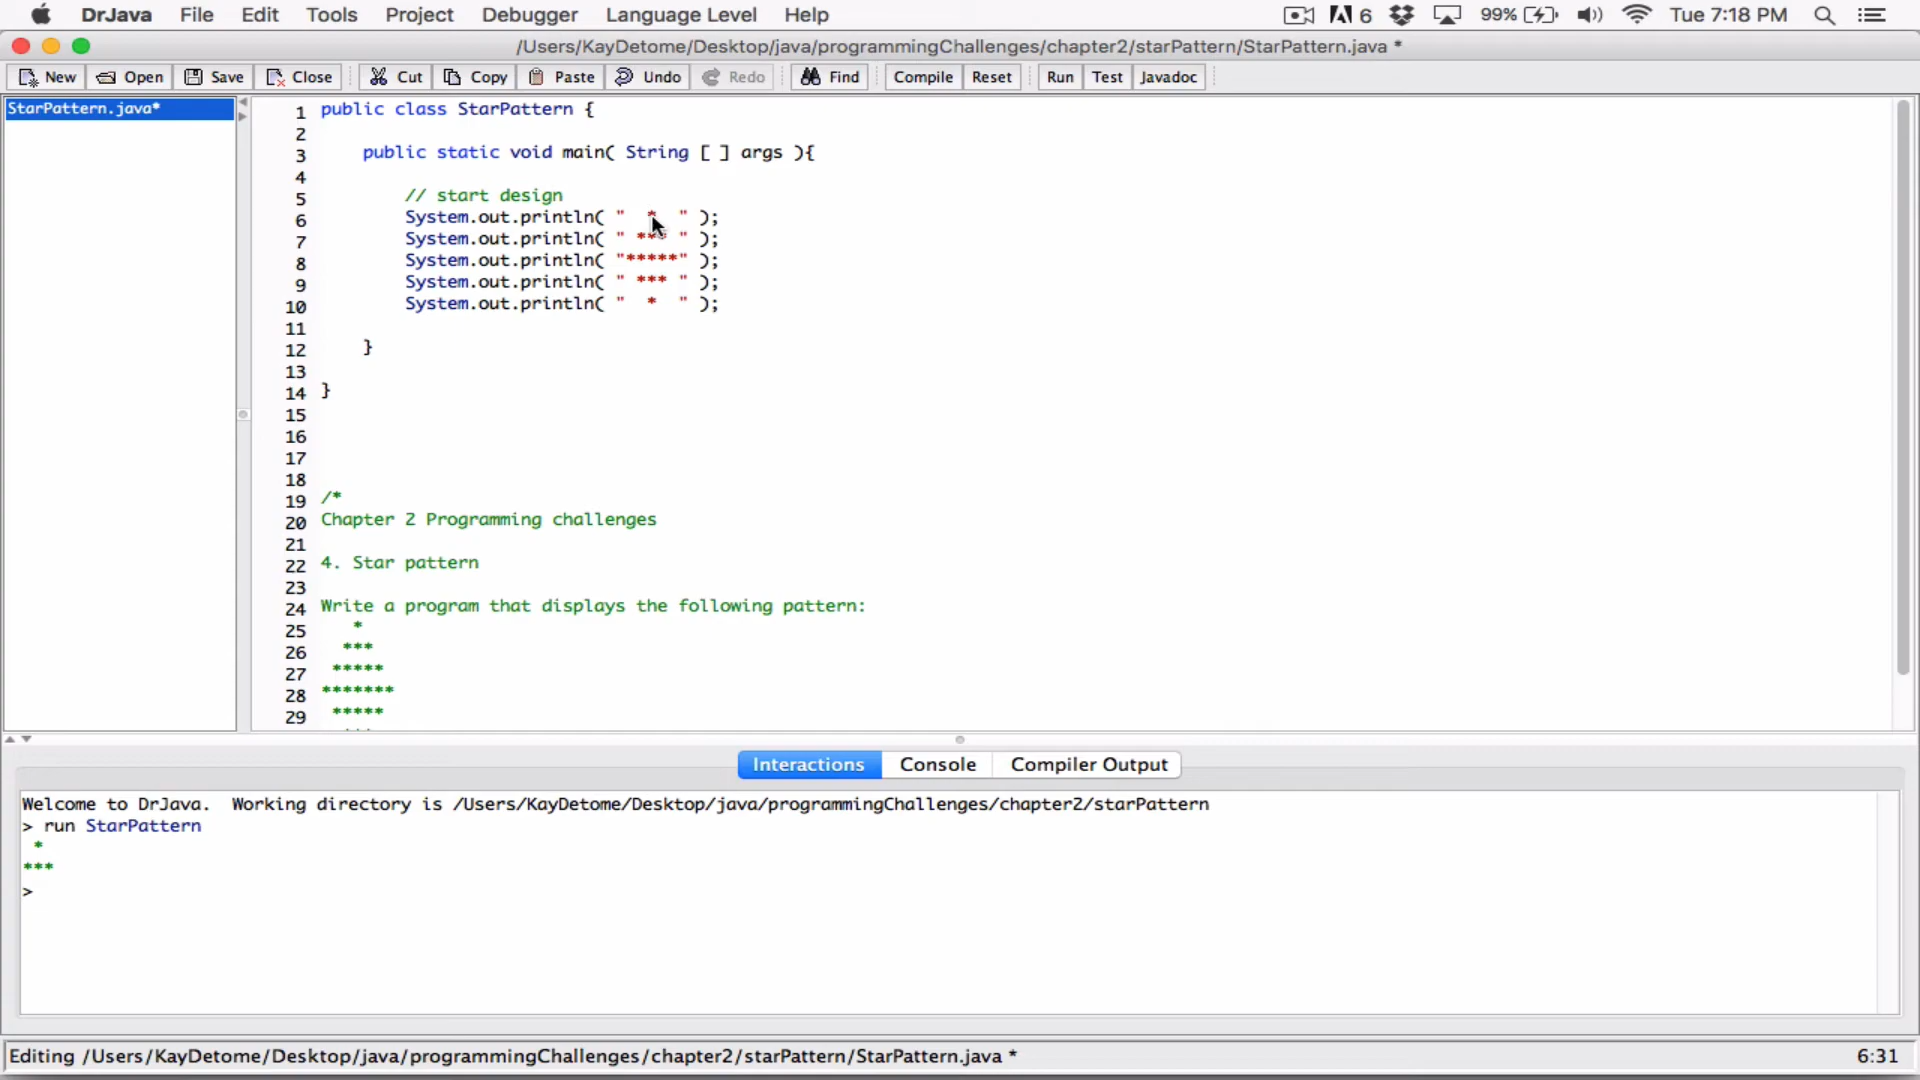 DrJava File Edit Tools Project Debugger Language Level Help 6 99% Tue 7:18 PM
/Users/KayDetome/Desktop/java/programmingChallenges/chapter2/starPattern/StarPattern.java *
New Open Save Close Cut Copy Paste Undo Redo Find Compile Reset Run Test Javadoc
StarPattern.java*
1 public class StarPattern {
2
3     public static void main( String [ ] args ){
4
5         // start design
6         System.out.println( "  *  " );
7         System.out.println( " *** " );
8         System.out.println( "*****" );
9         System.out.println( " *** " );
10         System.out.println( "  *  " );
11
12     }
13
14 }
15
16
17
18
19 /*
20 Chapter 2 Programming challenges
21
22 4. Star pattern
23
24 Write a program that displays the following pattern:
25    *
26   ***
27  *****
28 *******
29  *****
Interactions Console Compiler Output
Welcome to DrJava.  Working directory is /Users/KayDetome/Desktop/java/programmingChallenges/chapter2/starPattern
> run StarPattern
 *
***
>
Editing /Users/KayDetome/Desktop/java/programmingChallenges/chapter2/starPattern/StarPattern.java * 6:31